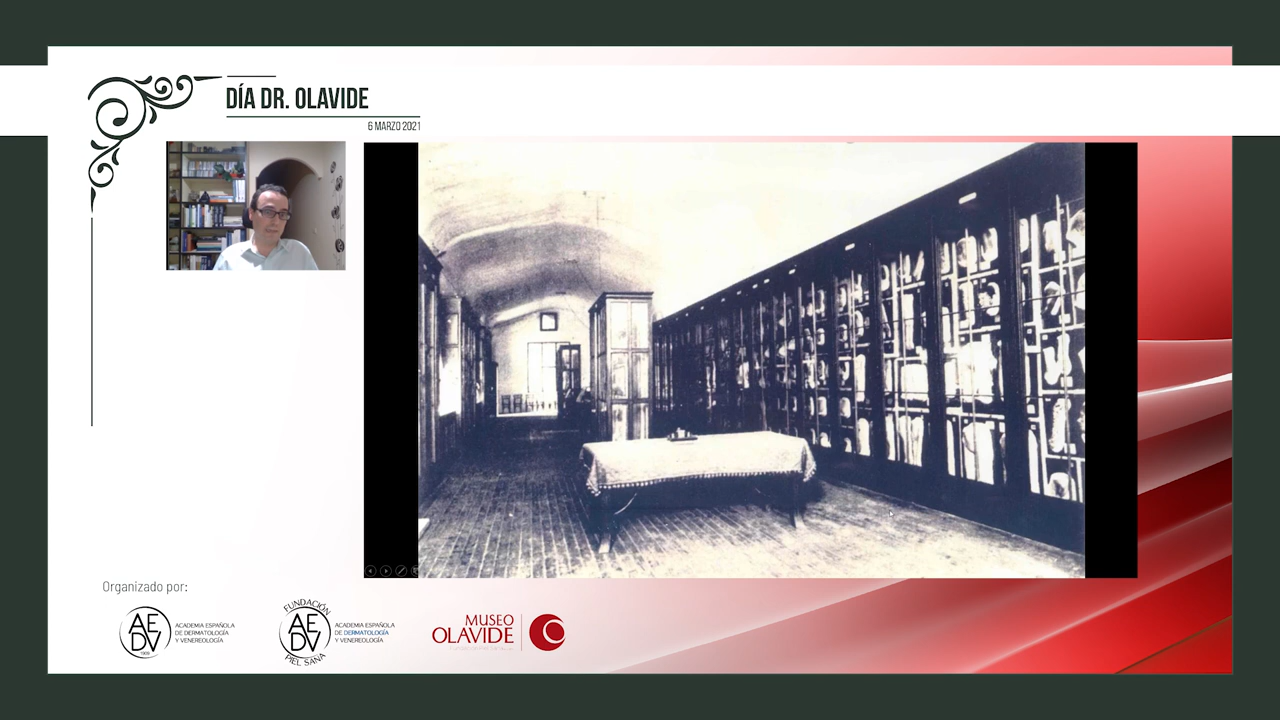 DÍA DR. OLAVIDE
6 MARZO 2021
Organizado por:
AEDV
1909
ACADEMIA ESPAÑOLA
DE DERMATOLOGÍA
Y VENEREOLOGÍA
FUNDACIÓN
AEDV
PIEL SANA
ACADEMIA ESPAÑOLA
DE DERMATOLOGÍA
Y VENEREOLOGÍA
MUSEO
OLAVIDE